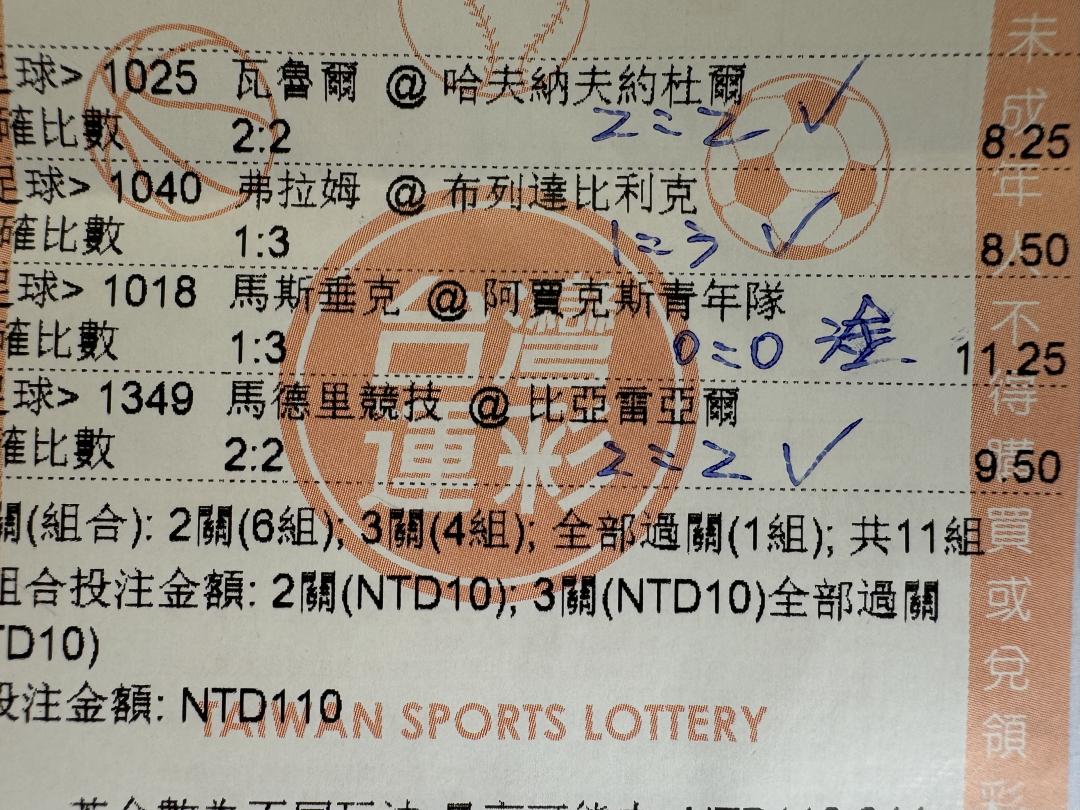 足球> 1025 瓦魯爾 @ 哈夫納夫約杜爾
2:2 ✓
確比數 2:2 8.25
足球> 1040 弗拉姆 @ 布列達比利克
1:3 ✓
確比數 1:3 8.50
足球> 1018 馬斯垂克 @ 阿賈克斯青年隊
0:0
確比數 1:3 11.25
足球> 1349 馬德里競技 @ 比亞雷亞爾
2:2 ✓
確比數 2:2 9.50
關(組合): 2關(6組); 3關(4組); 全部過關(1組); 共11組
組合投注金額: 2關(NTD10); 3關(NTD10)全部過關
TD10)
投注金額: NTD110
台灣
運彩
TAIWAN SPORTS LOTTERY
未成年人不得購買或兌領彩